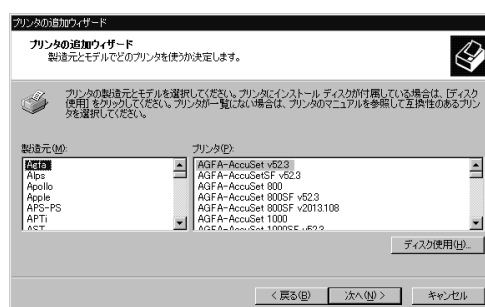 プリンタの追加ウィザード
プリンタの追加ウィザード
製造元とモデルでどのプリンタを使うか決定します。
プリンタの製造元とモデルを選択してください。プリンタにインストール ディスクが付属している場合は、[ディスク
使用] をクリックしてください。プリンタが一覧にない場合は、プリンタのマニュアルを参照して互換性のあるプリン
タを選択してください。
製造元(M):
プリンタ(P):
Agfa
Alps
Apollo
Apple
APS-PS
APTi
AST
AGFA-AccuSet v52.3
AGFA-AccuSetSF v52.3
AGFA-AccuSet 800
AGFA-AccuSet 800SF v52.3
AGFA-AccuSet 800SF v2013.108
AGFA-AccuSet 1000
AGFA-AccuSet 1000SF v52.3
ディスク使用(H)...
< 戻る(B)
次へ(N) >
キャンセル